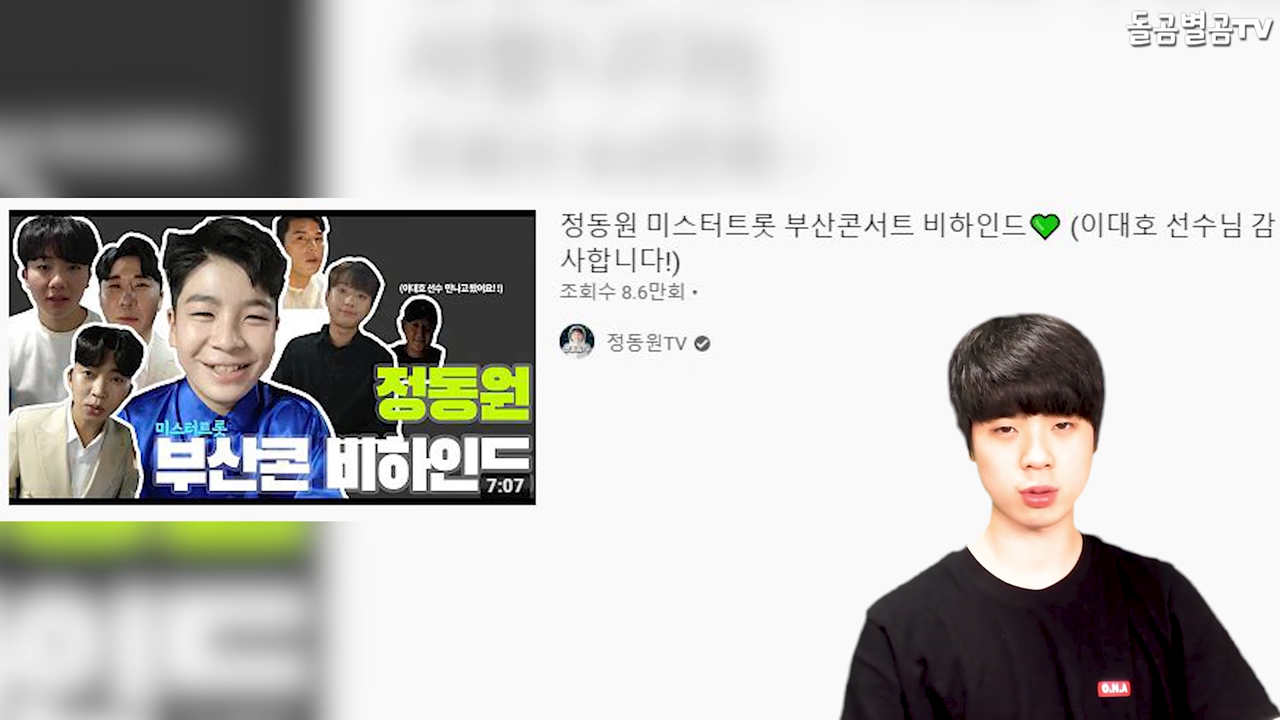 돌곰별곰TV
정동원 미스터트롯 부산콘서트 비하인드💚 (이대호 선수님 감
사합니다!)
조회수 8.6만회 •
정동원TV
(이대호 선수 만나고 왔어요! !)
정동원
미스터트롯
부산콘 비하인드
7:07
O.N.A